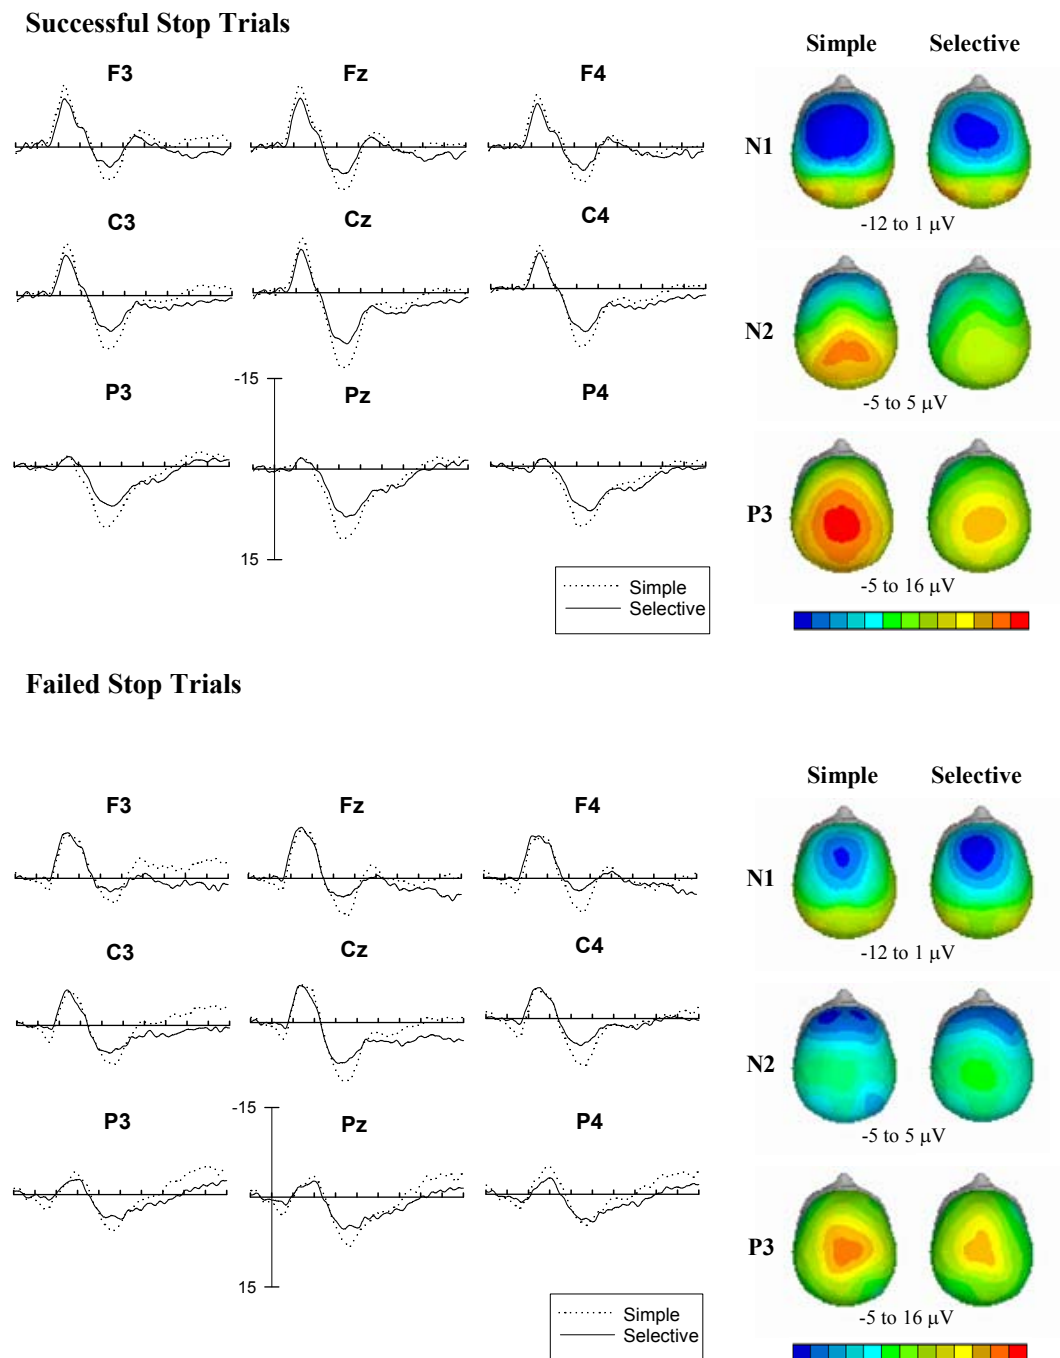 Successful Stop Trials
Simple Selective
F3 Fz F4
N1
-12 to 1 µV
C3 Cz C4
N2
-5 to 5 µV
P3 Pz P4
-15
15
P3
-5 to 16 µV
Simple
Selective
Failed Stop Trials
Simple Selective
F3 Fz F4
N1
-12 to 1 µV
C3 Cz C4
N2
-5 to 5 µV
P3 Pz P4
-15
15
P3
-5 to 16 µV
Simple
Selective